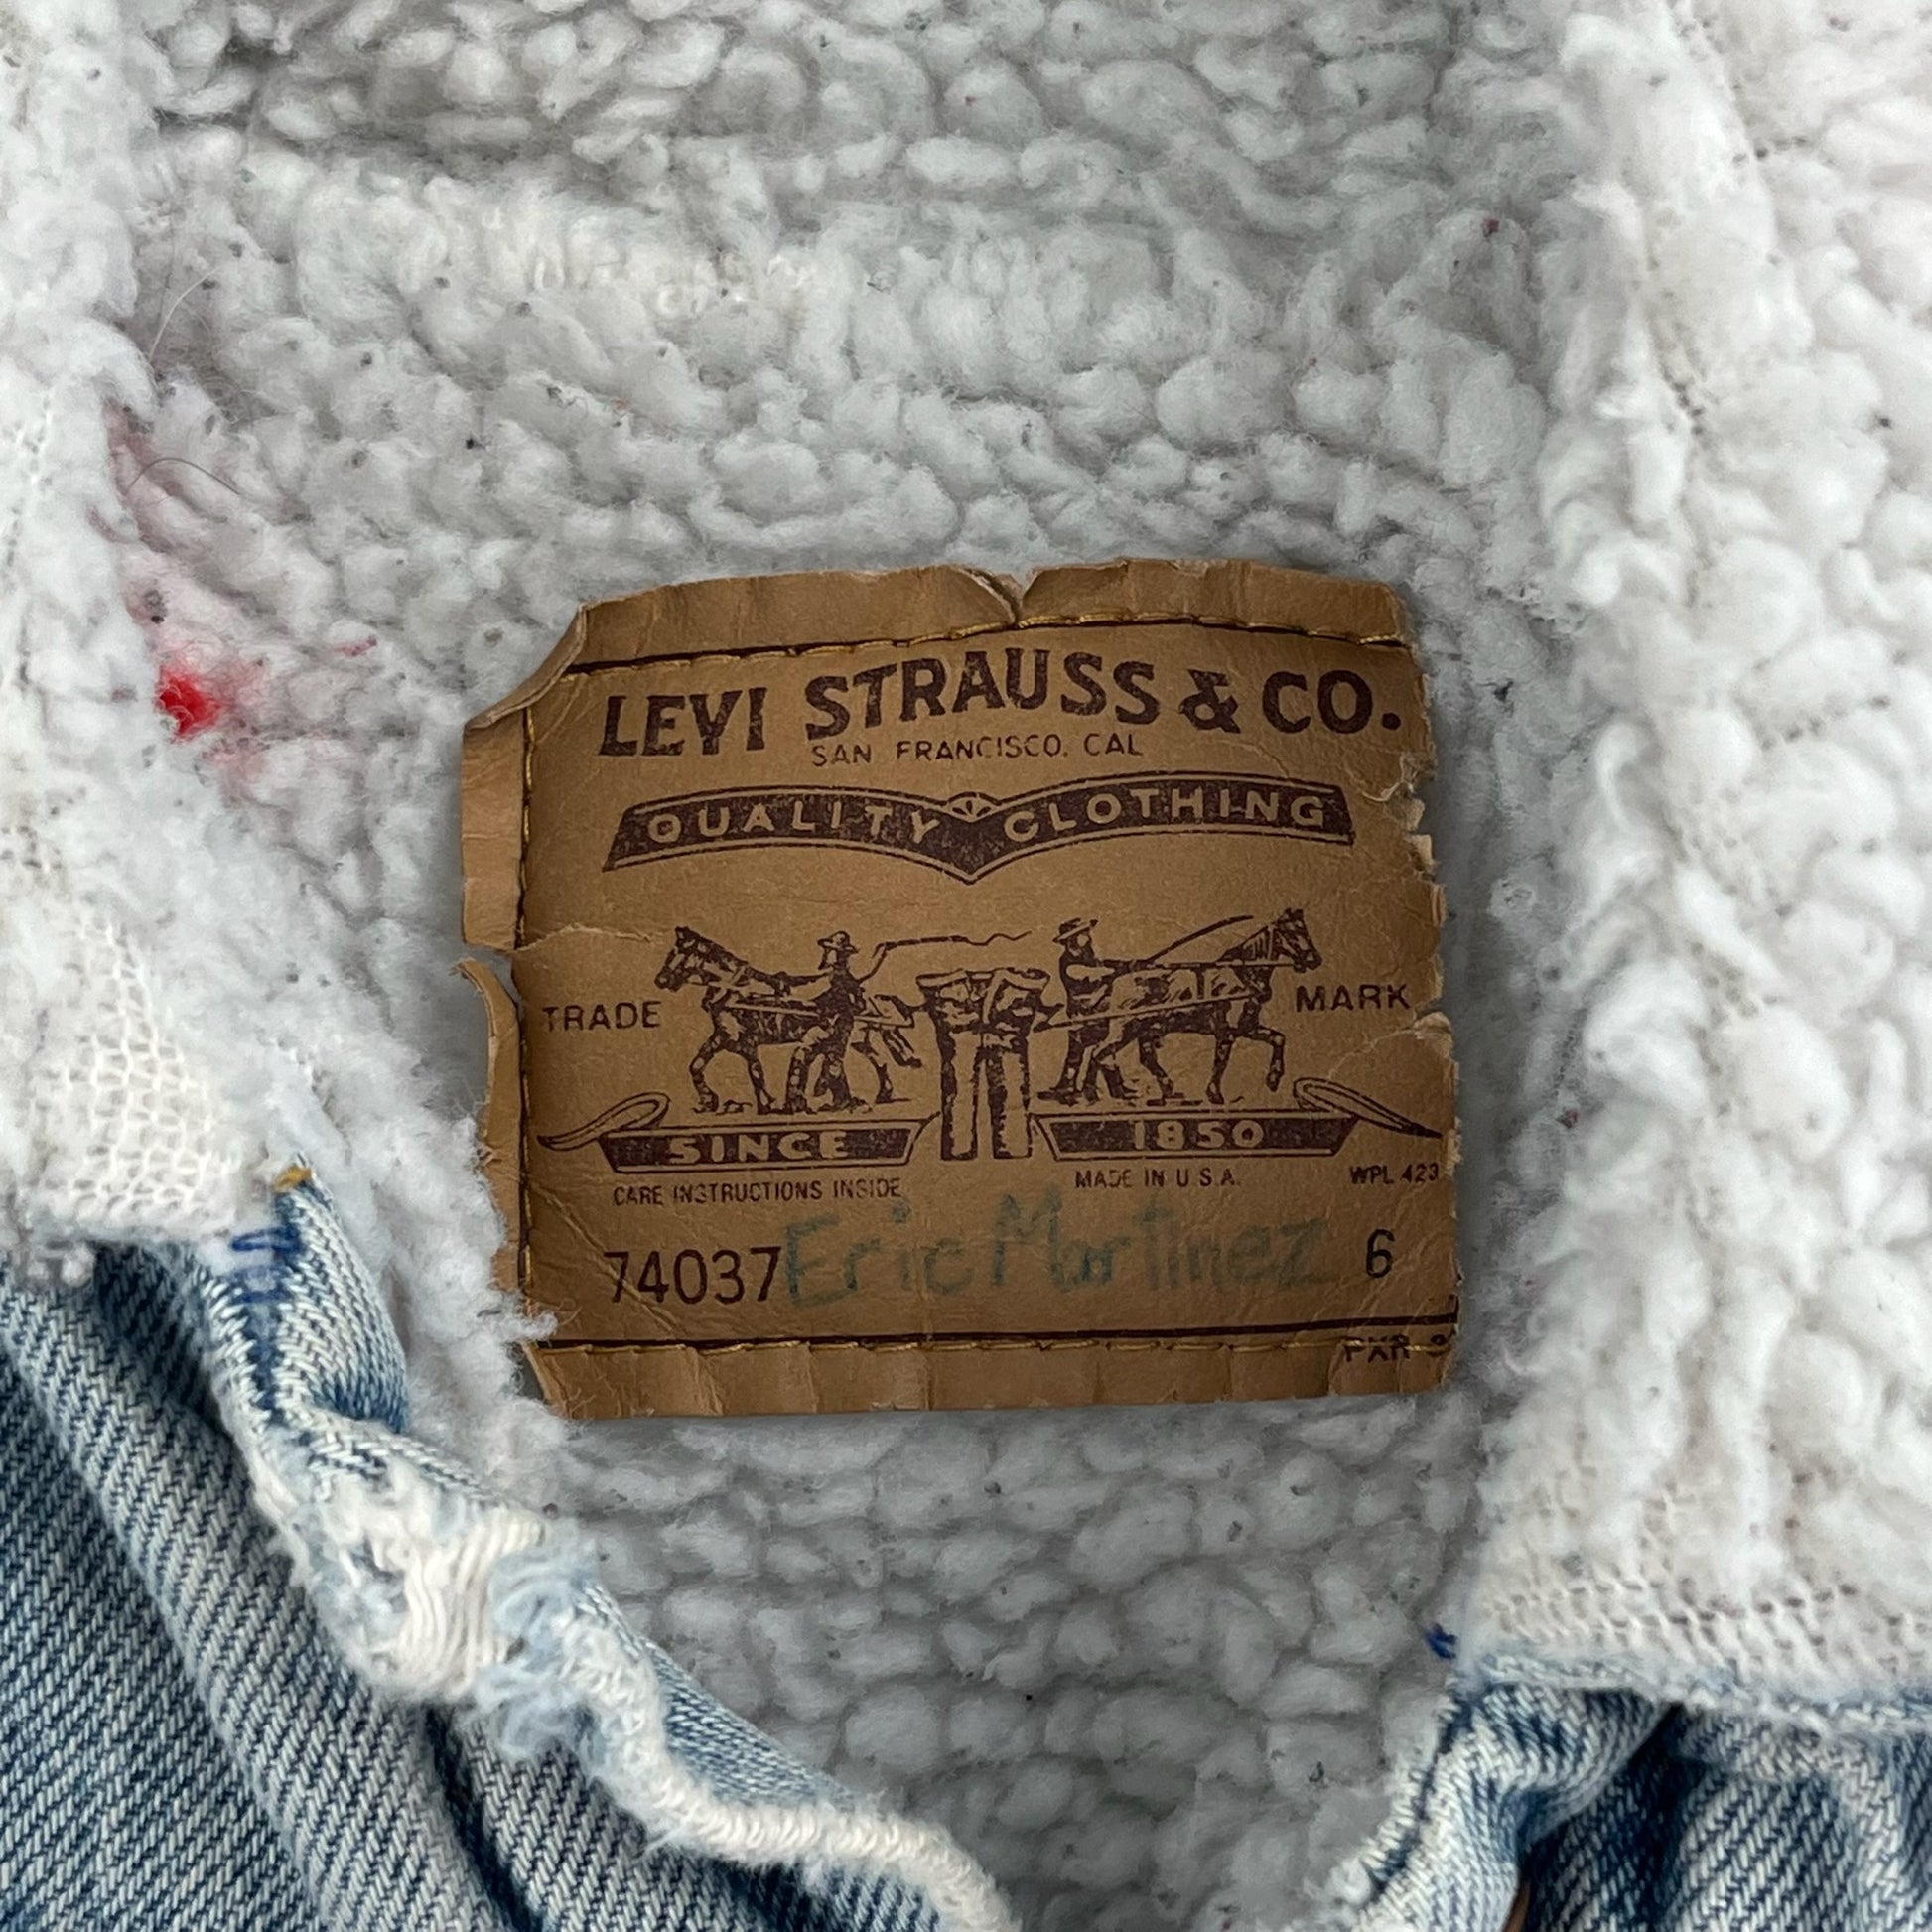 LEVI STRAUSS & CO.
SAN FRANCISCO. CAL
QUALITY CLOTHING
TRADE MARK
SINCE 1850
CARE INSTRUCTIONS INSIDE MADE IN U.S.A. WPL 423
74037 Eric Martinez 6